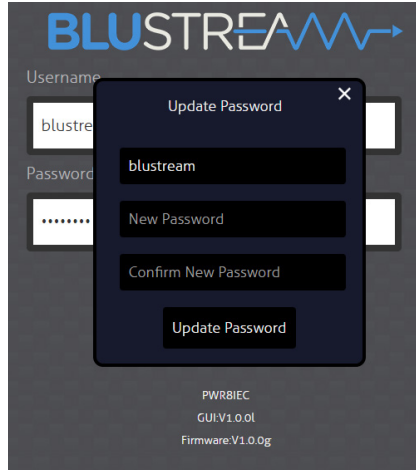 BLUSTREAM
Username
blustre
Update Password
blustream
Password
New Password
Confirm New Password
Update Password
PWR8IEC
GUI:V1.0.0l
Firmware:V1.0.0g